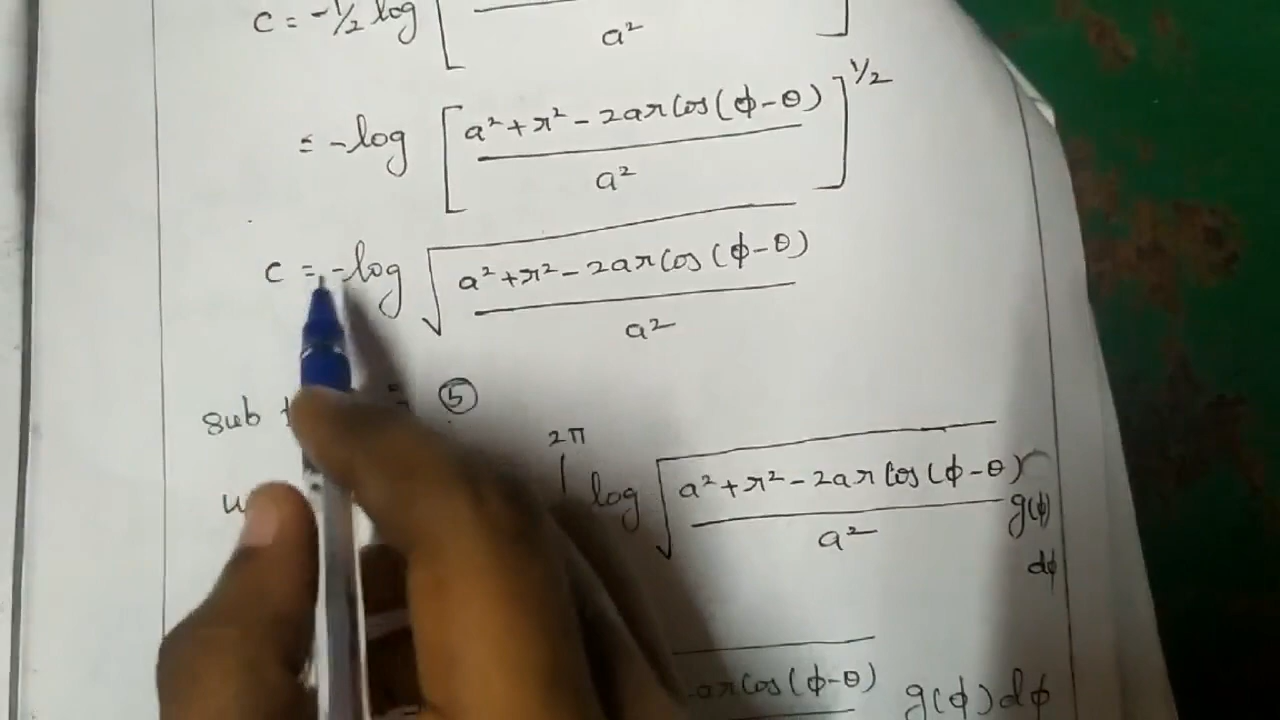 c = -1/2 log [ ――― / a² ]
= -log [ (a² + r² - 2ar Cos(ϕ-θ)) / a² ]^1/2
c = -log √( (a² + r² - 2ar Cos(ϕ-θ)) / a² )
sub ⑤
u ∫ 2π log √( (a² + r² - 2ar Cos(ϕ-θ)) / a² ) g(ϕ) dϕ
ar Cos(ϕ-θ) g(ϕ) dϕ